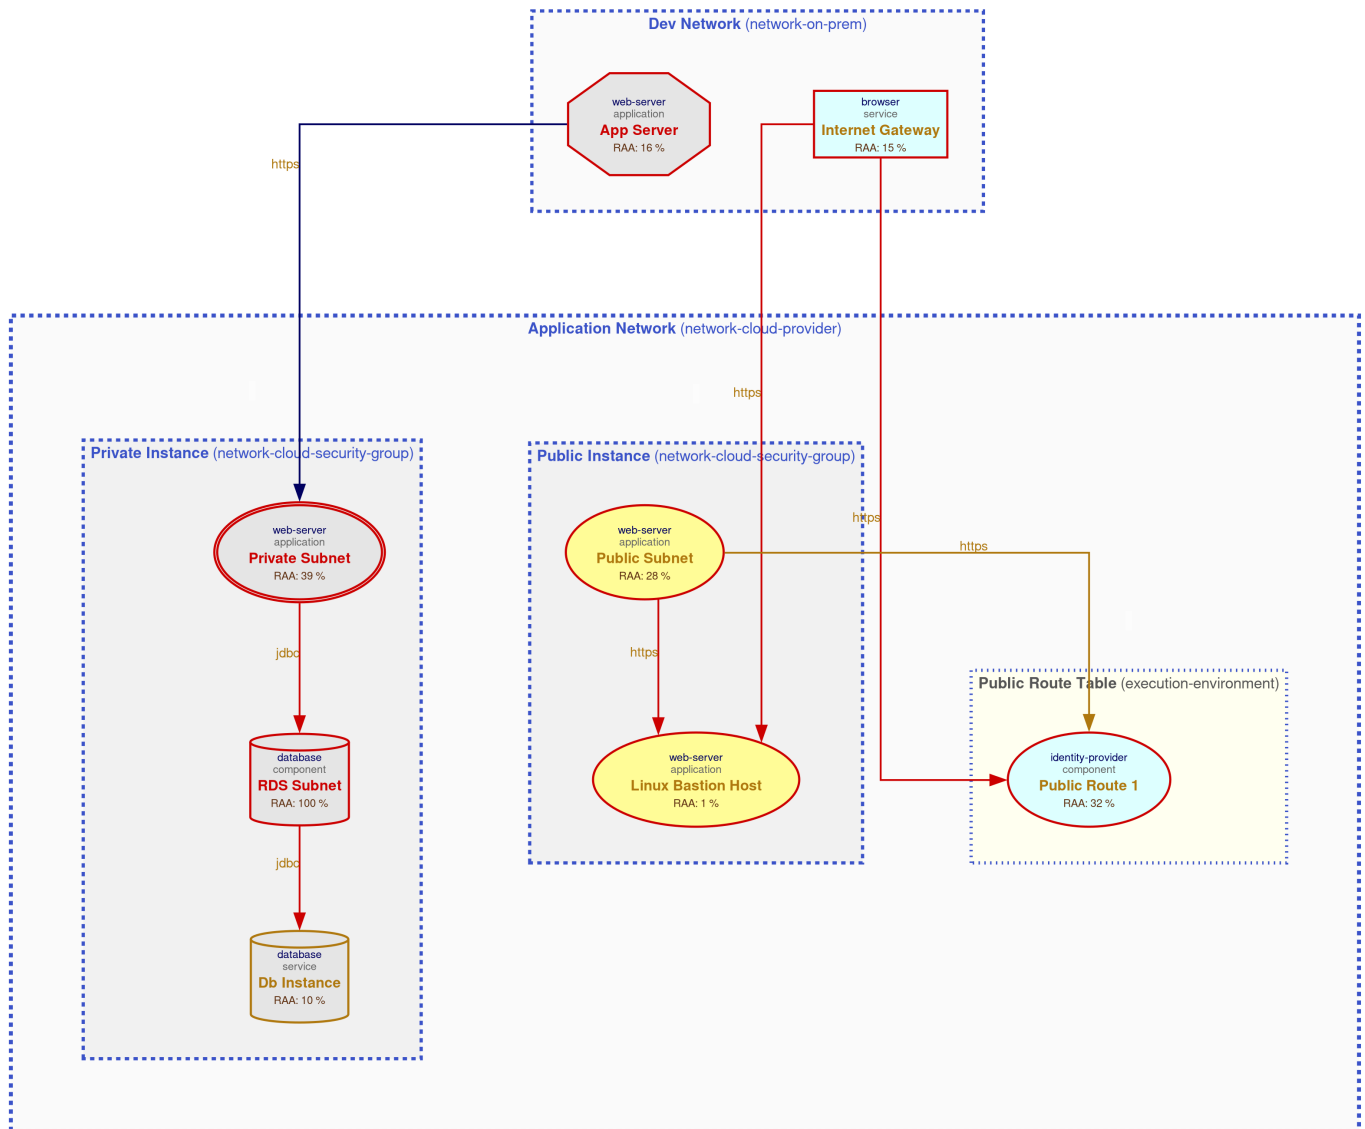 Dev Network (network-on-prem)
web-server
application
App Server
RAA: 16 %
browser
service
Internet Gateway
RAA: 15 %
https
Application Network (network-cloud-provider)
https
Private Instance (network-cloud-security-group)
Public Instance (network-cloud-security-group)
https
web-server
application
Private Subnet
RAA: 39 %
web-server
application
Public Subnet
RAA: 28 %
https
jdbc
https
Public Route Table (execution-environment)
database
component
RDS Subnet
RAA: 100 %
web-server
application
Linux Bastion Host
RAA: 1 %
identity-provider
component
Public Route 1
RAA: 32 %
jdbc
database
service
Db Instance
RAA: 10 %